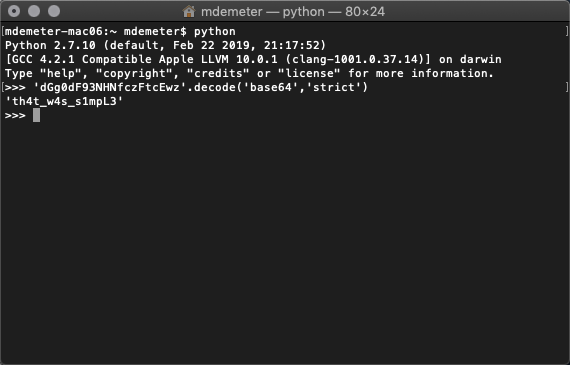 mdemeter — python — 80×24
[mdemeter-mac06:~ mdemeter$ python ]
Python 2.7.10 (default, Feb 22 2019, 21:17:52)
[GCC 4.2.1 Compatible Apple LLVM 10.0.1 (clang-1001.0.37.14)] on darwin
Type "help", "copyright", "credits" or "license" for more information.
[>>> 'dGg0dF93NHNfczFtcEwz'.decode('base64','strict') ]
'th4t_w4s_s1mpL3'
>>>